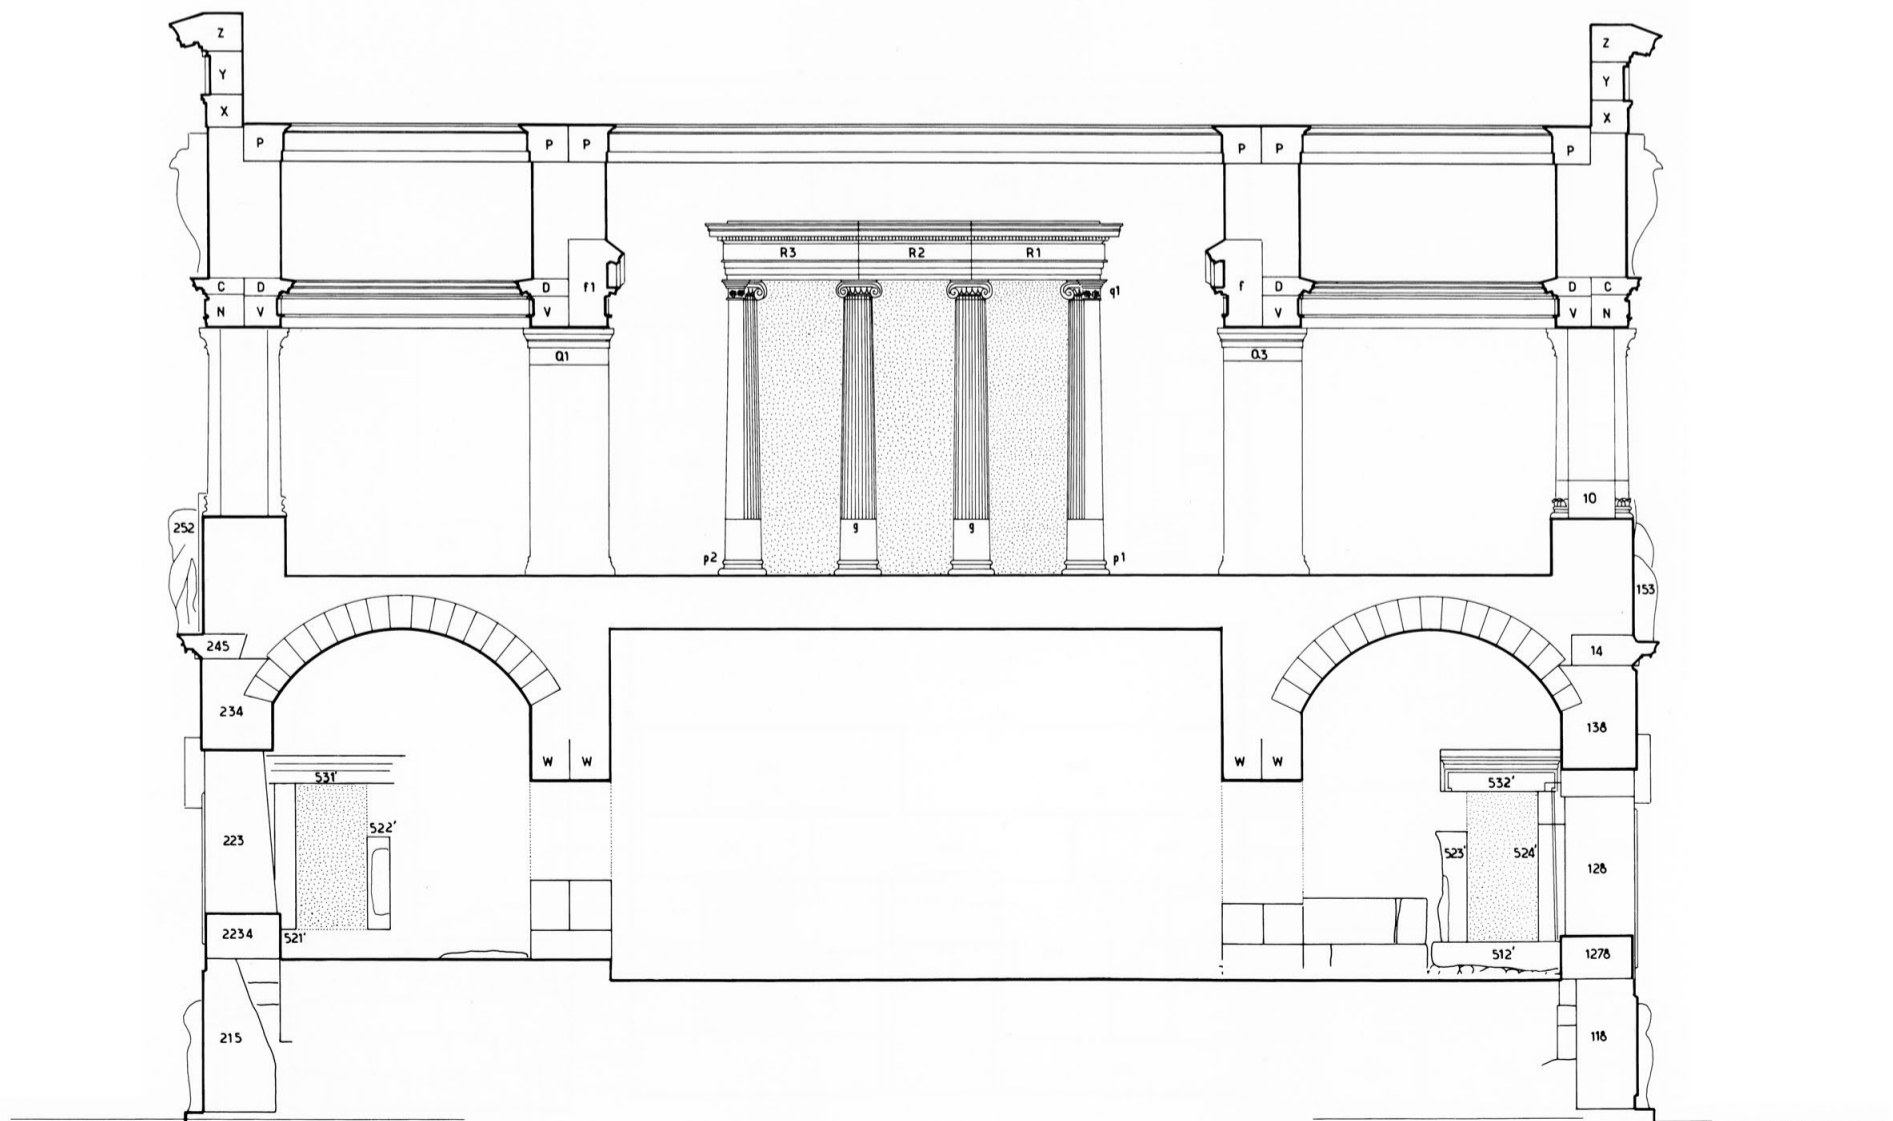 Z Z
Y Y
X X
P P P P P P
R3 R2 R1
C D D f1 q1 f D D C
N V V V V N
Q1 Q3
10
g g
252
p2 p1
153
245 14
234 138
W W W W
531' 532'
522'
223 523' 524' 128
2234 521' 512' 1278
215 118